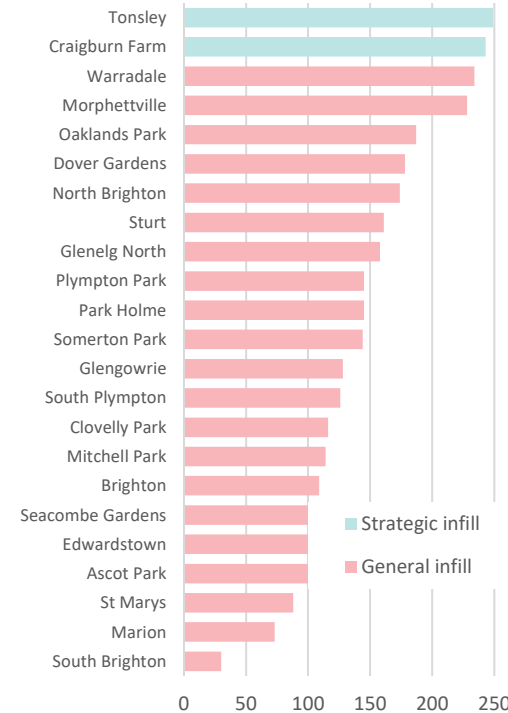 Tonsley
Craigburn Farm
Warradale
Morphettville
Oaklands Park
Dover Gardens
North Brighton
Sturt
Glenelg North
Plympton Park
Park Holme
Somerton Park
Glengowrie
South Plympton
Clovelly Park
Mitchell Park
Brighton
Seacombe Gardens
Edwardstown
Ascot Park
St Marys
Marion
South Brighton
Strategic infill
General infill
0 50 100 150 200 250